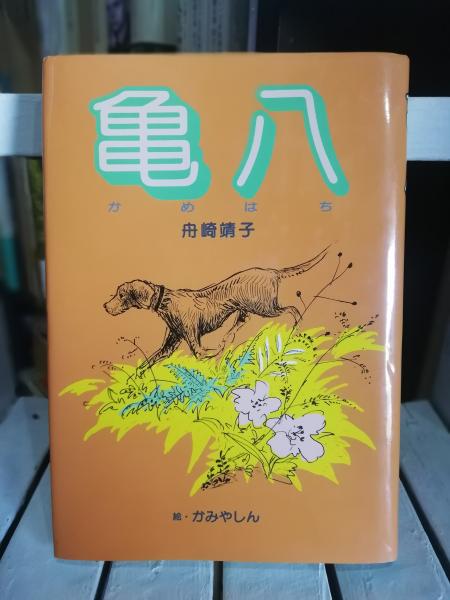 亀八
かめはち
舟崎靖子
絵・かみやしん